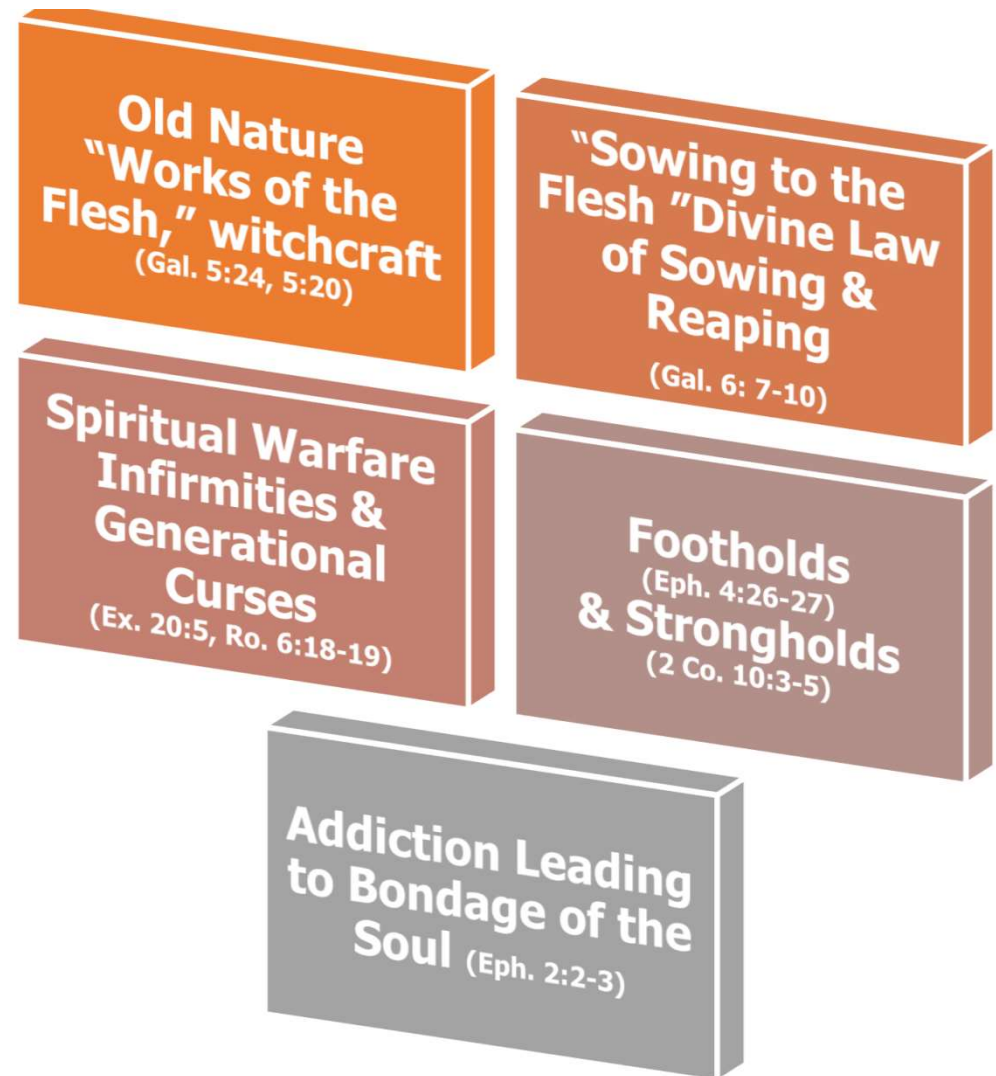 Old Nature
“Works of the
Flesh,” witchcraft
(Gal. 5:24, 5:20)
“Sowing to the
Flesh ”Divine Law
of Sowing &
Reaping
(Gal. 6: 7-10)
Spiritual Warfare
Infirmities &
Generational
Curses
(Ex. 20:5, Ro. 6:18-19)
Footholds
(Eph. 4:26-27)
& Strongholds
(2 Co. 10:3-5)
Addiction Leading
to Bondage of the
Soul (Eph. 2:2-3)